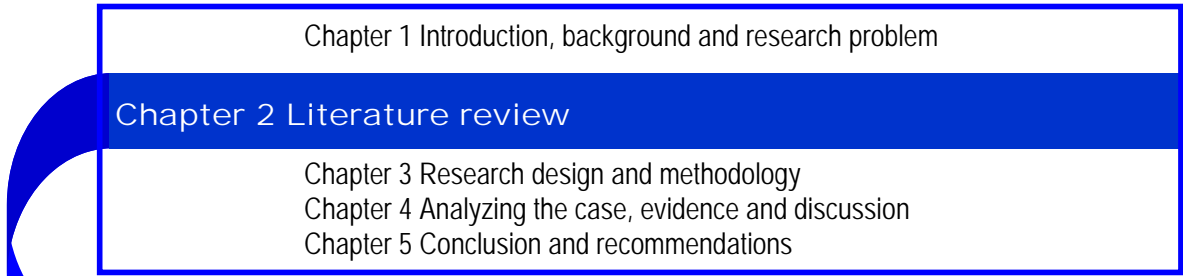 Chapter 1 Introduction, background and research problem
Chapter 2 Literature review
Chapter 3 Research design and methodology
Chapter 4 Analyzing the case, evidence and discussion
Chapter 5 Conclusion and recommendations